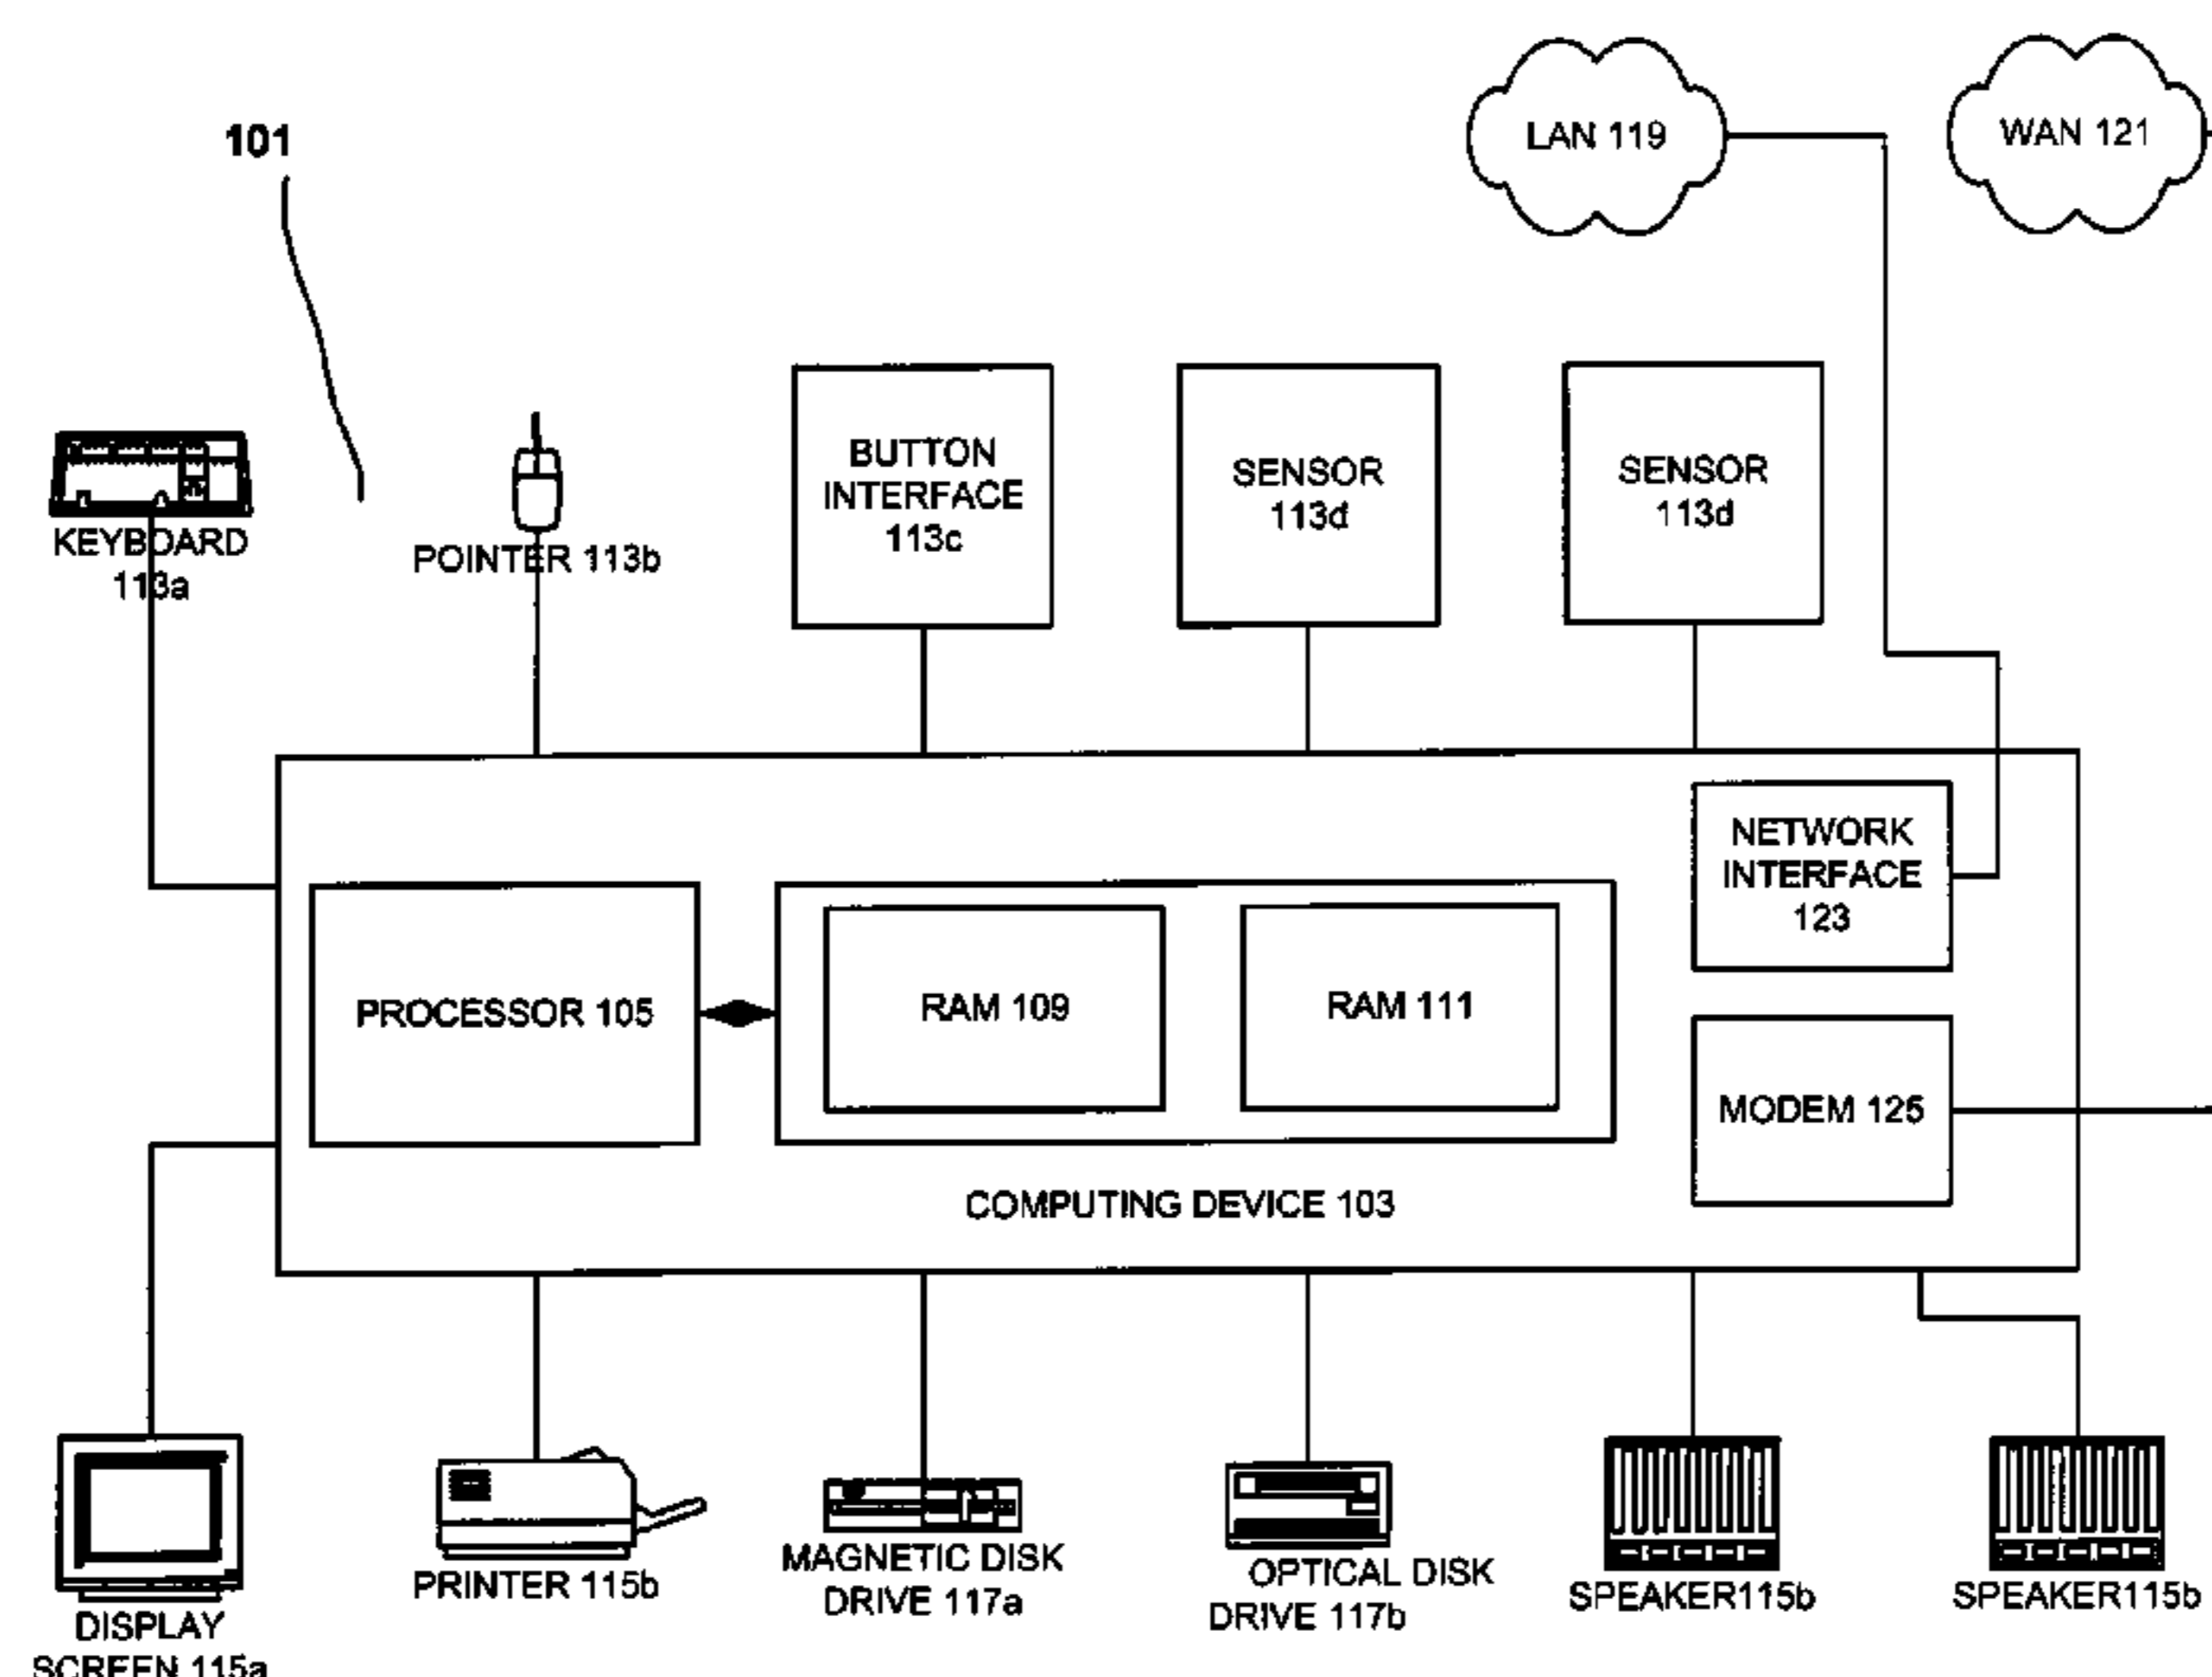 LAN 119
WAN 121
101
KEYBOARD
113a
POINTER 113b
BUTTON
INTERFACE
113c
SENSOR
113d
SENSOR
113d
NETWORK
INTERFACE
123
PROCESSOR 105
RAM 109
RAM 111
MODEM 125
COMPUTING DEVICE 103
DISPLAY
SCREEN 115a
PRINTER 115b
MAGNETIC DISK
DRIVE 117a
OPTICAL DISK
DRIVE 117b
SPEAKER115b
SPEAKER115b